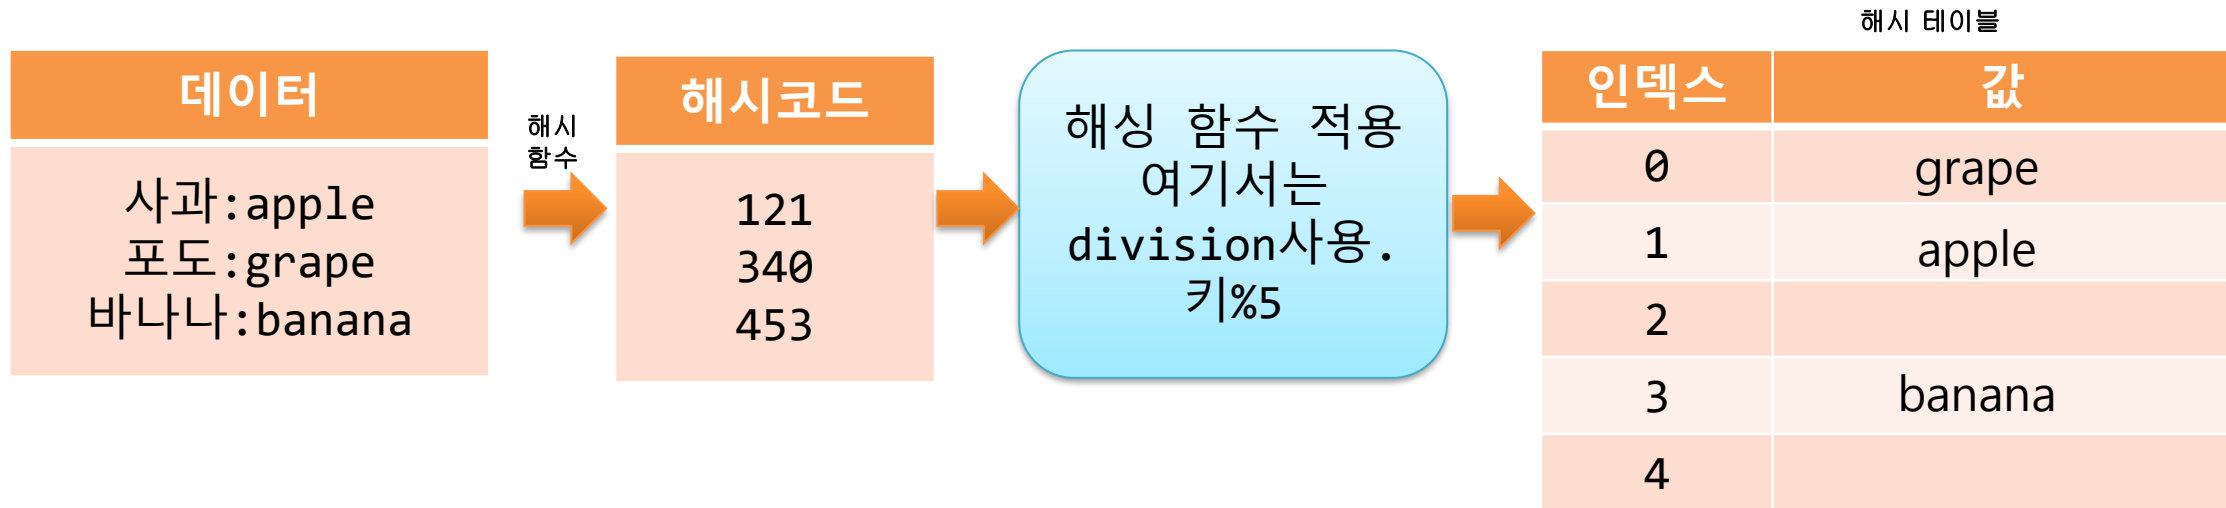 해시 테이블
데이터
사과:apple
포도:grape
바나나:banana
해시
함수
해시코드
121
340
453
해싱 함수 적용
여기서는
division사용.
키%5
인덱스 값
0 grape
1 apple
2
3 banana
4